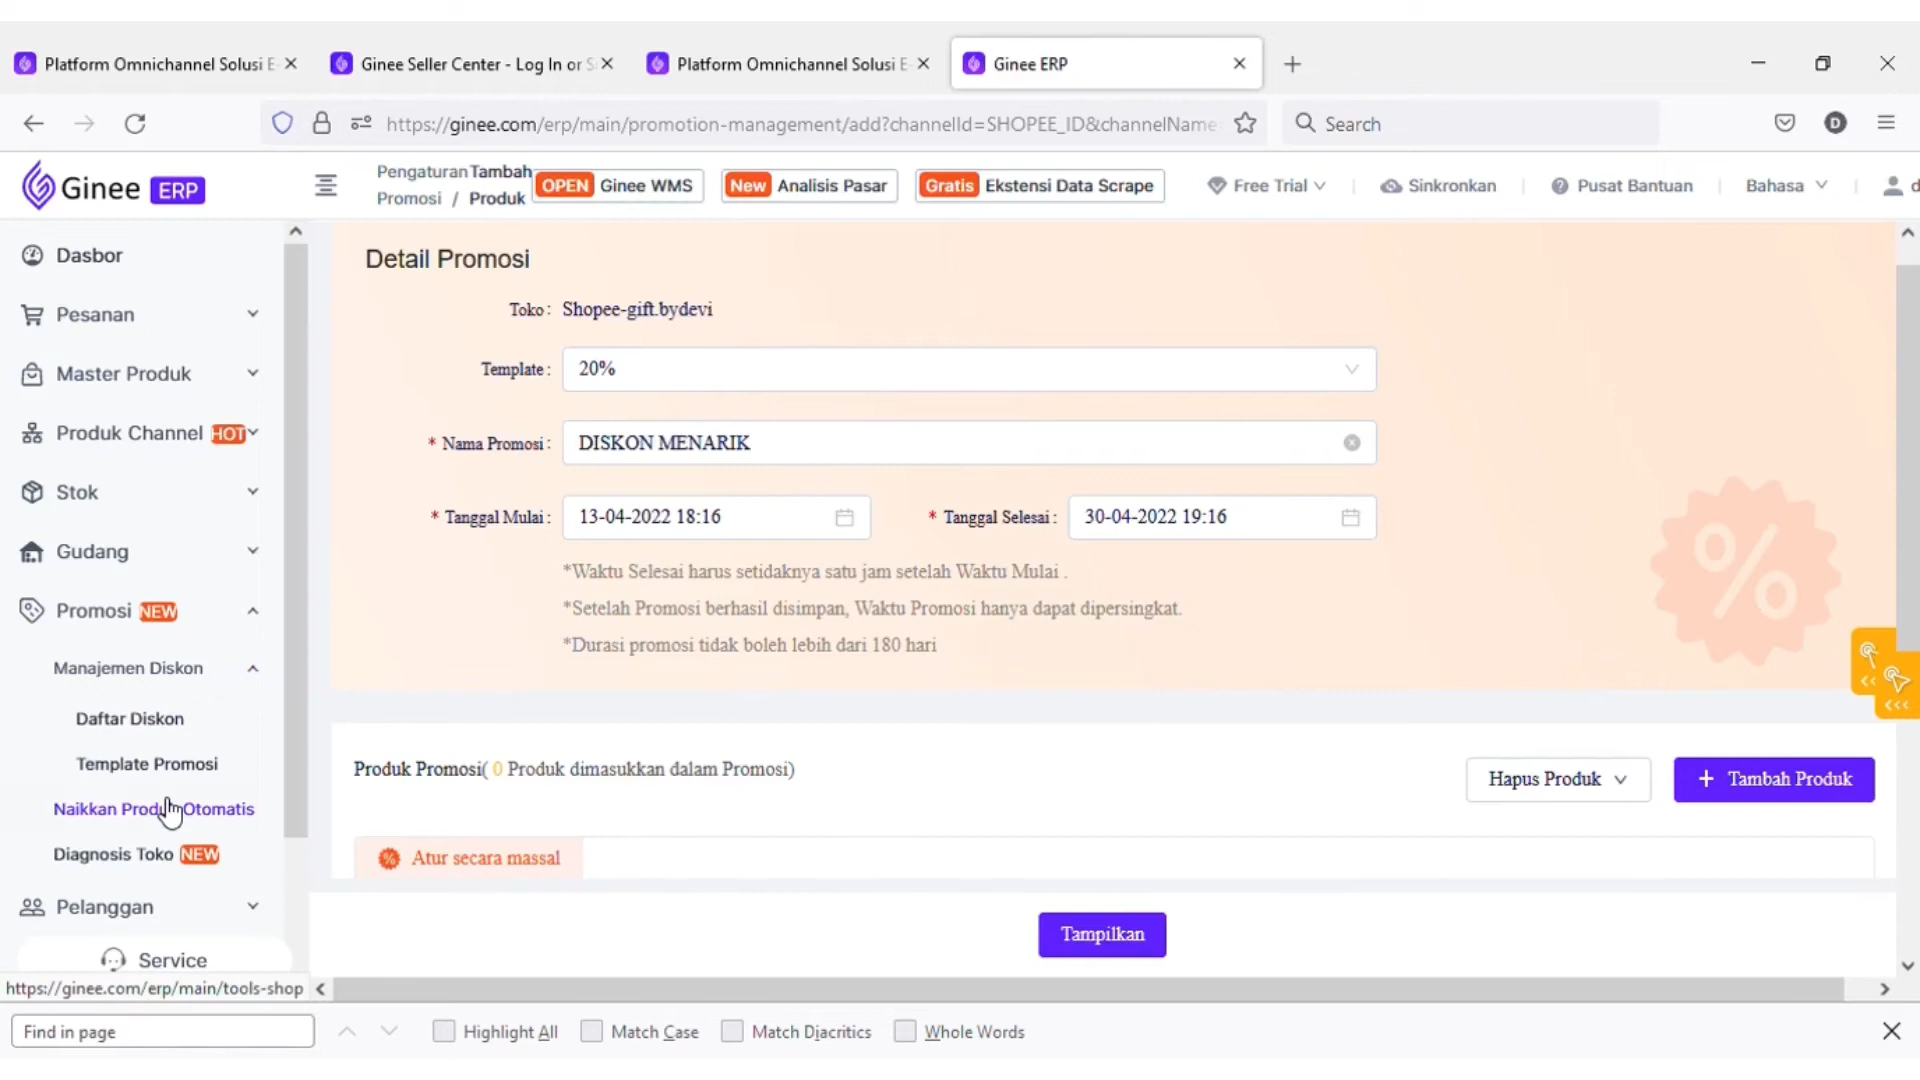 Platform Omnichannel Solusi E
Ginee Seller Center - Log In or S
Platform Omnichannel Solusi E
Ginee ERP
https://ginee.com/erp/main/promotion-management/add?channelId=SHOPEE_ID&channelName
Search
D
Ginee ERP
Pengaturan Promosi / Tambah Produk
OPEN Ginee WMS
New Analisis Pasar
Gratis Ekstensi Data Scrape
Free Trial
Sinkronkan
Pusat Bantuan
Bahasa
d
Dasbor
Pesanan
Master Produk
Produk Channel HOT
Stok
Gudang
Promosi NEW
Manajemen Diskon
Daftar Diskon
Template Promosi
Naikkan Produk Otomatis
Diagnosis Toko NEW
Pelanggan
Service
https://ginee.com/erp/main/tools-shop
Detail Promosi
Toko : Shopee-gift.bydevi
Template : 20%
* Nama Promosi : DISKON MENARIK
* Tanggal Mulai : 13-04-2022 18:16
* Tanggal Selesai : 30-04-2022 19:16
*Waktu Selesai harus setidaknya satu jam setelah Waktu Mulai .
*Setelah Promosi berhasil disimpan, Waktu Promosi hanya dapat dipersingkat.
*Durasi promosi tidak boleh lebih dari 180 hari
%
Produk Promosi( 0 Produk dimasukkan dalam Promosi)
Hapus Produk
+ Tambah Produk
% Atur secara massal
Tampilkan
Find in page
Highlight All
Match Case
Match Diacritics
Whole Words